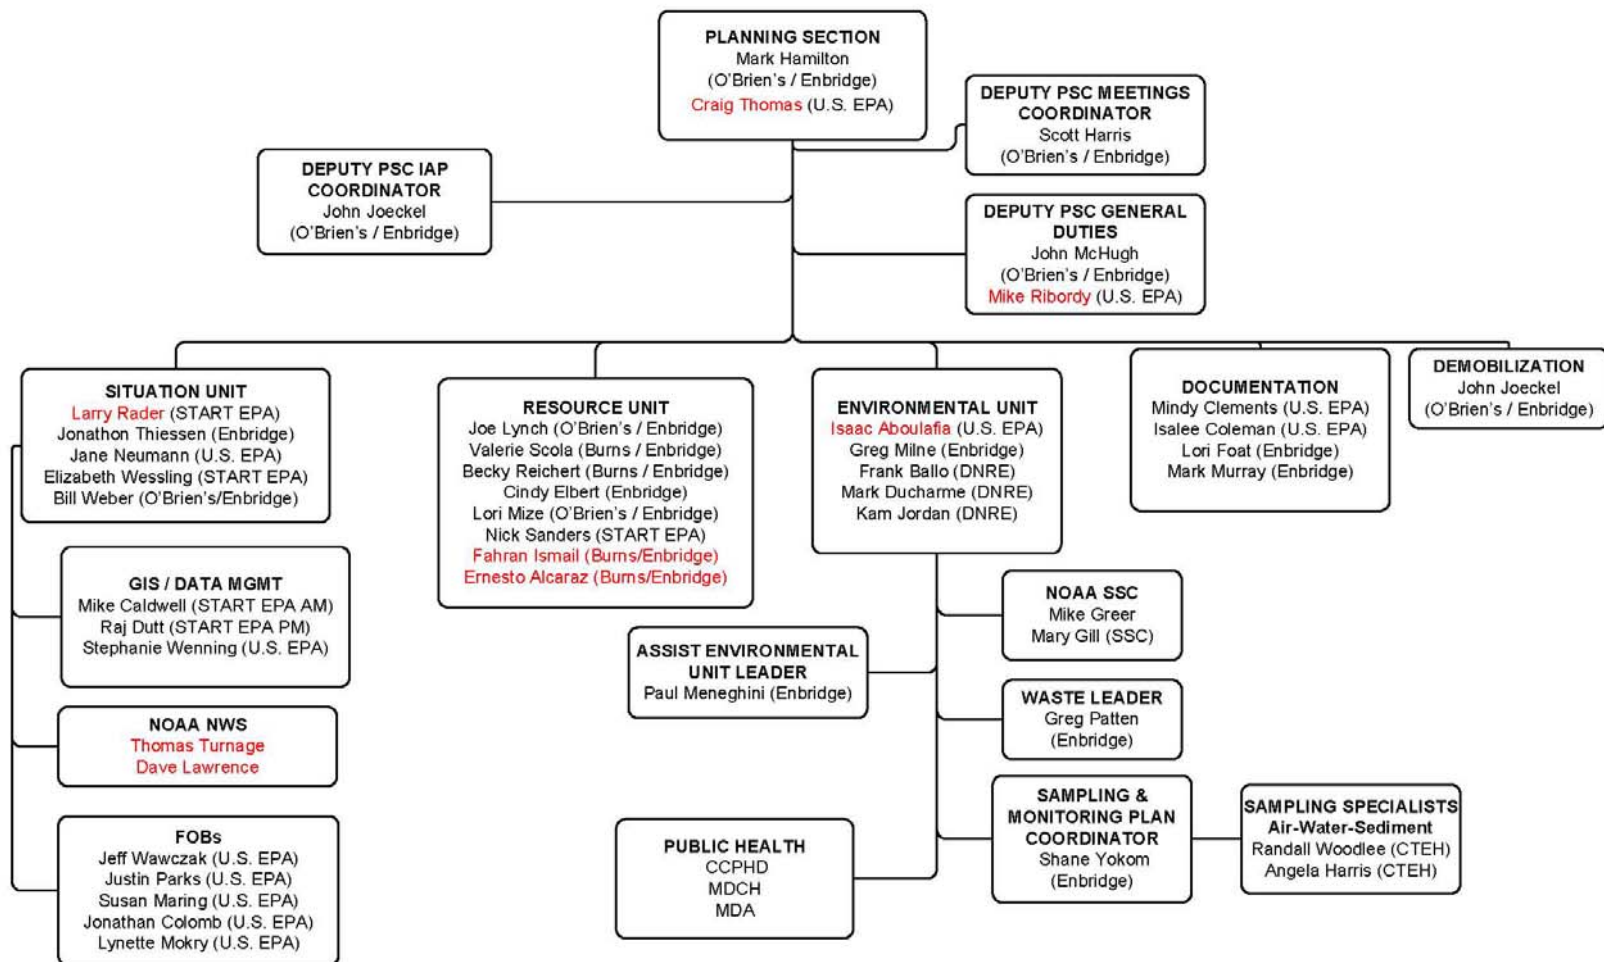 PLANNING SECTION
Mark Hamilton
(O'Brien's / Enbridge)
Craig Thomas (U.S. EPA)
DEPUTY PSC MEETINGS
COORDINATOR
Scott Harris
(O'Brien's / Enbridge)
DEPUTY PSC IAP
COORDINATOR
John Joeckel
(O'Brien's / Enbridge)
DEPUTY PSC GENERAL
DUTIES
John McHugh
(O'Brien's / Enbridge)
Mike Ribordy (U.S. EPA)
SITUATION UNIT
Larry Rader (START EPA)
Jonathon Thiessen (Enbridge)
Jane Neumann (U.S. EPA)
Elizabeth Wessling (START EPA)
Bill Weber (O'Brien's/Enbridge)
RESOURCE UNIT
Joe Lynch (O'Brien's / Enbridge)
Valerie Scola (Burns / Enbridge)
Becky Reichert (Burns / Enbridge)
Cindy Elbert (Enbridge)
Lori Mize (O'Brien's / Enbridge)
Nick Sanders (START EPA)
Fahran Ismail (Burns/Enbridge)
Ernesto Alcaraz (Burns/Enbridge)
ENVIRONMENTAL UNIT
Isaac Aboulafia (U.S. EPA)
Greg Milne (Enbridge)
Frank Ballo (DNRE)
Mark Ducharme (DNRE)
Kam Jordan (DNRE)
DOCUMENTATION
Mindy Clements (U.S. EPA)
Isalee Coleman (U.S. EPA)
Lori Foat (Enbridge)
Mark Murray (Enbridge)
DEMOBILIZATION
John Joeckel
(O'Brien's / Enbridge)
GIS / DATA MGMT
Mike Caldwell (START EPA AM)
Raj Dutt (START EPA PM)
Stephanie Wenning (U.S. EPA)
NOAA NWS
Thomas Turnage
Dave Lawrence
FOBs
Jeff Wawczak (U.S. EPA)
Justin Parks (U.S. EPA)
Susan Maring (U.S. EPA)
Jonathan Colomb (U.S. EPA)
Lynette Mokry (U.S. EPA)
NOAA SSC
Mike Greer
Mary Gill (SSC)
ASSIST ENVIRONMENTAL
UNIT LEADER
Paul Meneghini (Enbridge)
WASTE LEADER
Greg Patten
(Enbridge)
SAMPLING &
MONITORING PLAN
COORDINATOR
Shane Yokom
(Enbridge)
SAMPLING SPECIALISTS
Air-Water-Sediment
Randall Woodlee (CTEH)
Angela Harris (CTEH)
PUBLIC HEALTH
CCPHD
MDCH
MDA